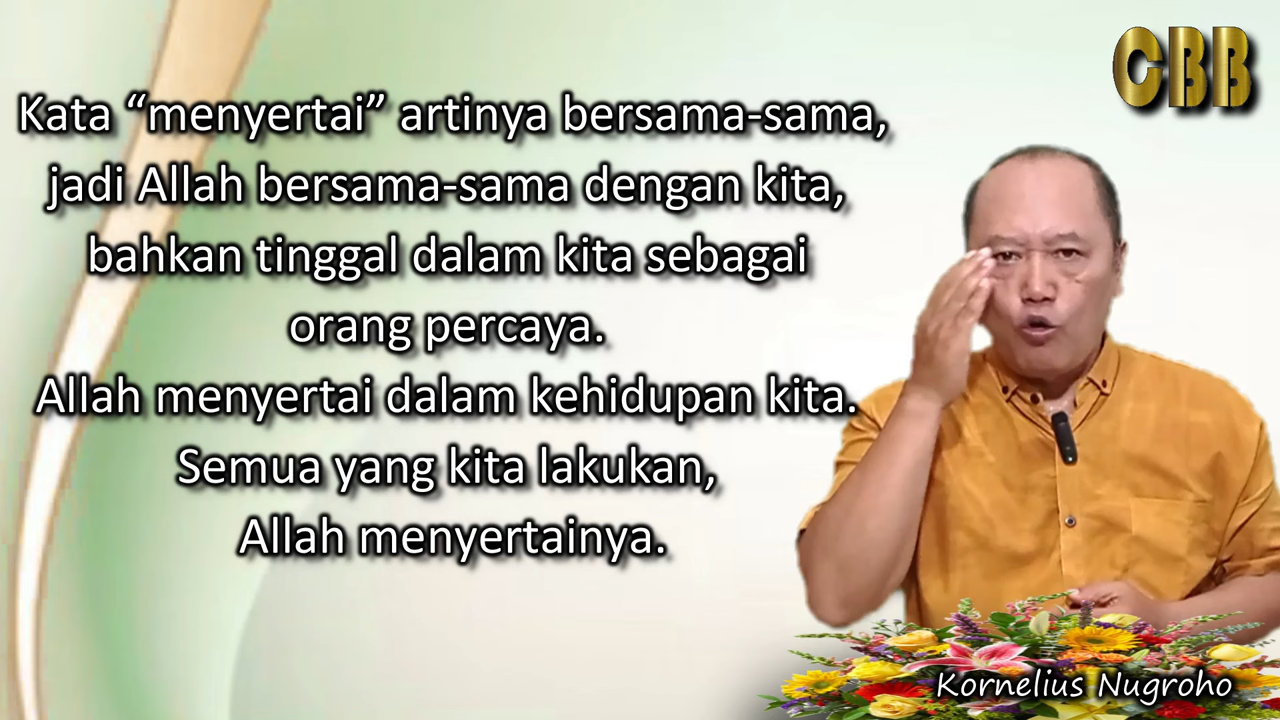 CBB
Kata “menyertai” artinya bersama-sama,
jadi Allah bersama-sama dengan kita,
bahkan tinggal dalam kita sebagai
orang percaya.
Allah menyertai dalam kehidupan kita.
Semua yang kita lakukan,
Allah menyertainya.
Kornelius Nugroho